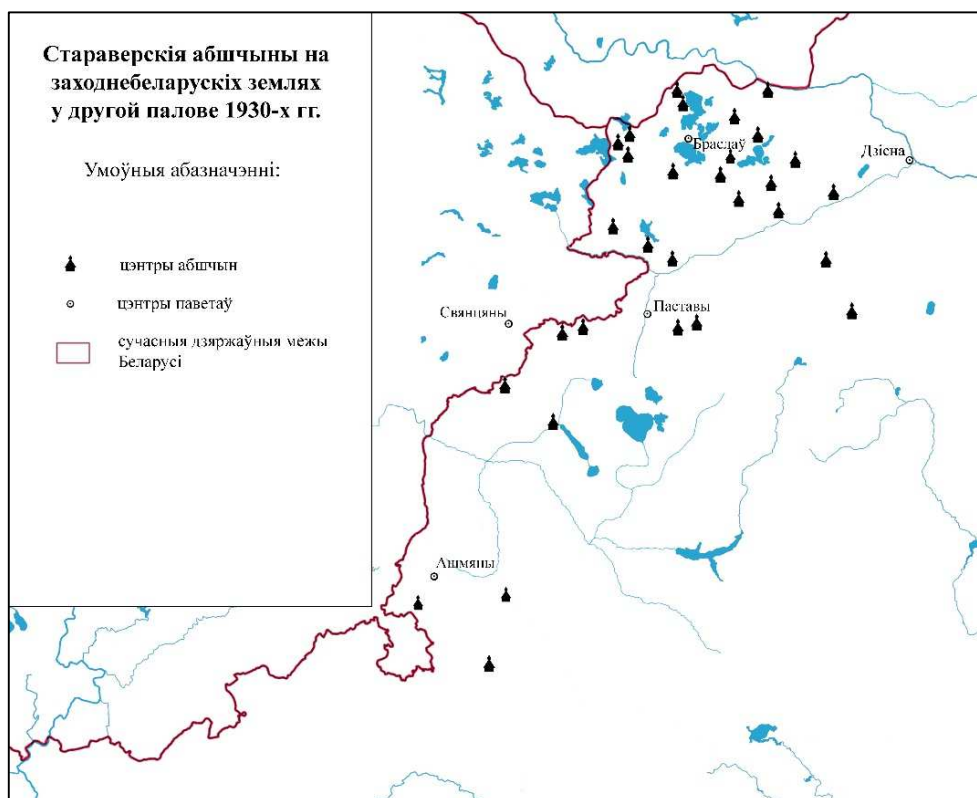 Стараверскія абшчыны на
заходнебеларускіх землях
у другой палове 1930-х гг.
Умоўныя абазначэнні:
цэнтры абшчын
цэнтры паветаў
сучасныя дзяржаўныя межы
Беларусі
Браслаў
Дзісна
Свянцяны
Паставы
Ашмяны